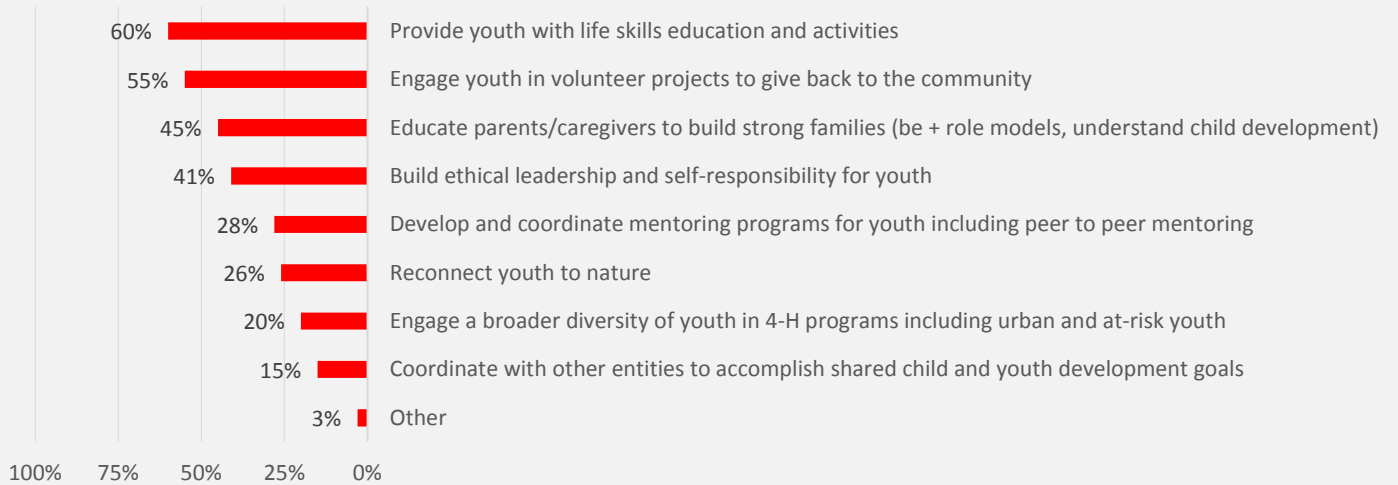 60% Provide youth with life skills education and activities
55% Engage youth in volunteer projects to give back to the community
45% Educate parents/caregivers to build strong families (be + role models, understand child development)
41% Build ethical leadership and self-responsibility for youth
28% Develop and coordinate mentoring programs for youth including peer to peer mentoring
26% Reconnect youth to nature
20% Engage a broader diversity of youth in 4-H programs including urban and at-risk youth
15% Coordinate with other entities to accomplish shared child and youth development goals
3% Other
100% 75% 50% 25% 0%